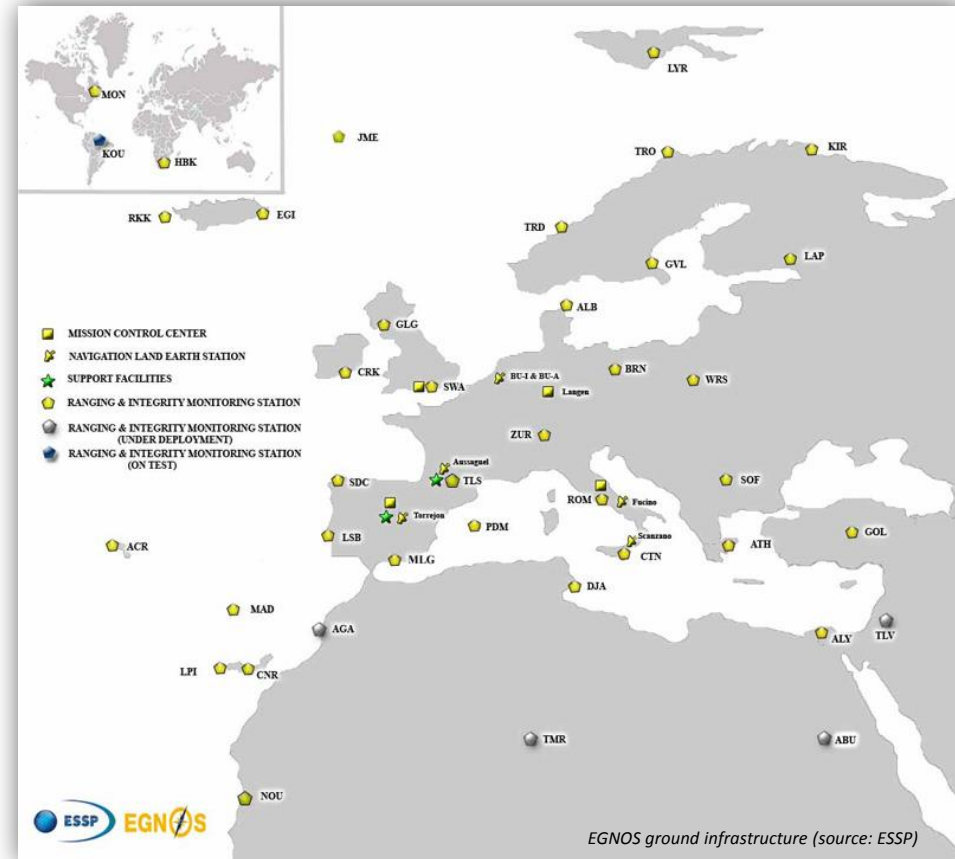 MON
KOU
HBK
LYR
JME
TRO
KIR
RKK
EGI
TRD
GVL
LAP
ALB
GLG
MISSION CONTROL CENTER
NAVIGATION LAND EARTH STATION
SUPPORT FACILITIES
RANGING & INTEGRITY MONITORING STATION
RANGING & INTEGRITY MONITORING STATION
(UNDER DEPLOYMENT)
RANGING & INTEGRITY MONITORING STATION
(ON TEST)
CRK
SWA
BU-I & BU-A
Langen
BRN
WRS
ZUR
Aussaguel
TLS
SDC
ROM
Fucino
SOF
Torrejon
LSB
PDM
Scanzano
CTN
ATH
GOL
ACR
MLG
DJA
MAD
AGA
ALY
TLV
LPI
CNR
TMR
ABU
NOU
ESSP
EGNOS
EGNOS ground infrastructure (source: ESSP)